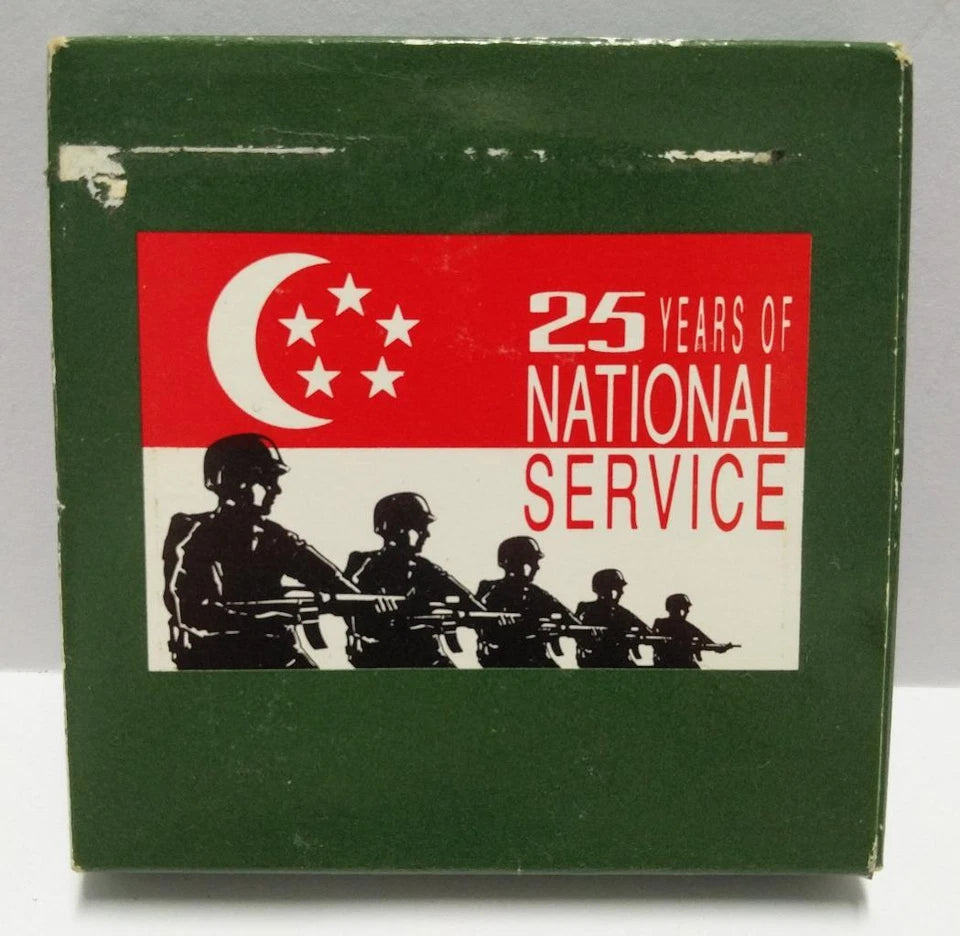 25 YEARS OF
NATIONAL
SERVICE